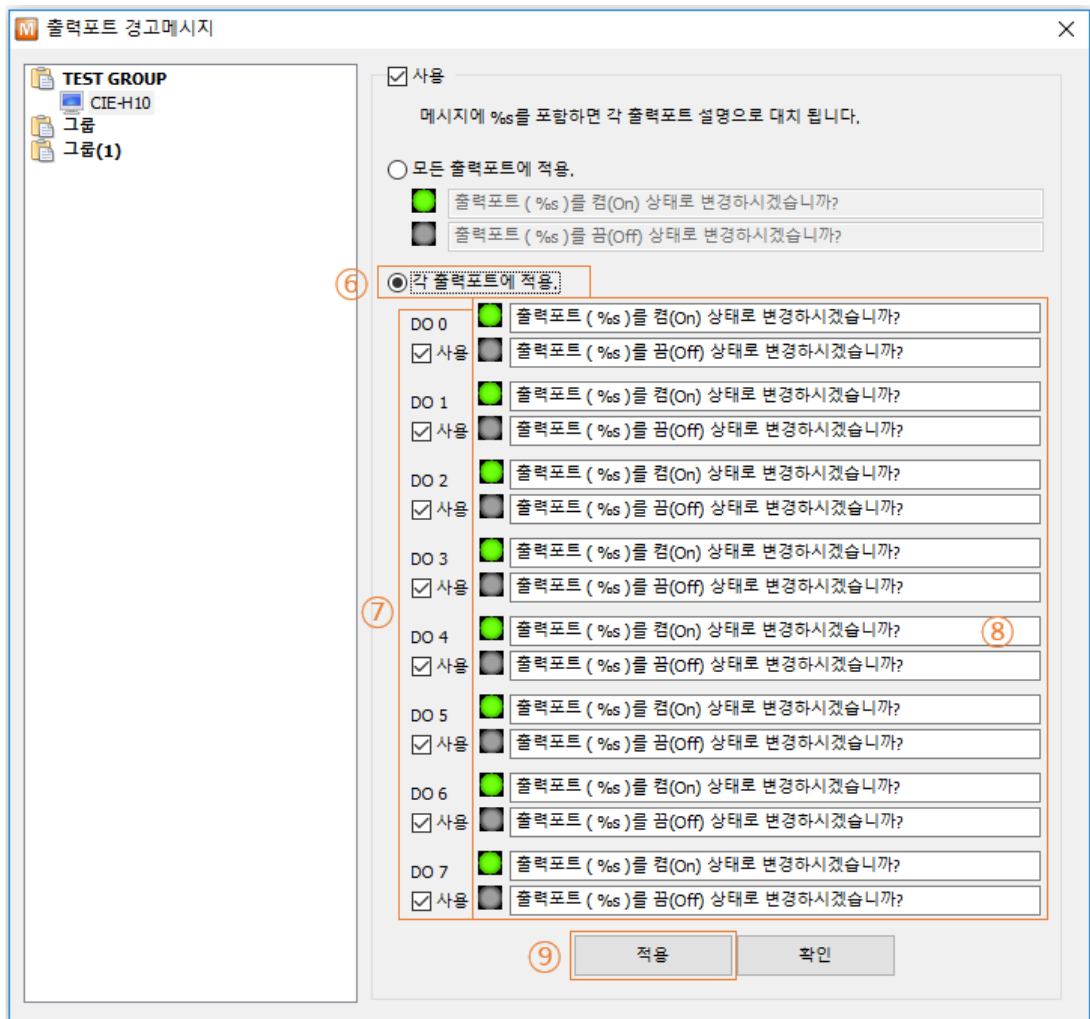 출력포트 경고메시지
TEST GROUP
CIE-H10
그룹
그룹(1)
사용
메시지에 %s를 포함하면 각 출력포트 설명으로 대치 됩니다.
모든 출력포트에 적용.
출력포트 ( %s )를 켬(On) 상태로 변경하시겠습니까?
출력포트 ( %s )를 끔(Off) 상태로 변경하시겠습니까?
⑥ 각 출력포트에 적용.
DO 0 출력포트 ( %s )를 켬(On) 상태로 변경하시겠습니까?
사용 출력포트 ( %s )를 끔(Off) 상태로 변경하시겠습니까?
DO 1 출력포트 ( %s )를 켬(On) 상태로 변경하시겠습니까?
사용 출력포트 ( %s )를 끔(Off) 상태로 변경하시겠습니까?
DO 2 출력포트 ( %s )를 켬(On) 상태로 변경하시겠습니까?
사용 출력포트 ( %s )를 끔(Off) 상태로 변경하시겠습니까?
DO 3 출력포트 ( %s )를 켬(On) 상태로 변경하시겠습니까?
사용 출력포트 ( %s )를 끔(Off) 상태로 변경하시겠습니까?
⑦
DO 4 출력포트 ( %s )를 켬(On) 상태로 변경하시겠습니까? ⑧
사용 출력포트 ( %s )를 끔(Off) 상태로 변경하시겠습니까?
DO 5 출력포트 ( %s )를 켬(On) 상태로 변경하시겠습니까?
사용 출력포트 ( %s )를 끔(Off) 상태로 변경하시겠습니까?
DO 6 출력포트 ( %s )를 켬(On) 상태로 변경하시겠습니까?
사용 출력포트 ( %s )를 끔(Off) 상태로 변경하시겠습니까?
DO 7 출력포트 ( %s )를 켬(On) 상태로 변경하시겠습니까?
사용 출력포트 ( %s )를 끔(Off) 상태로 변경하시겠습니까?
⑨ 적용 확인